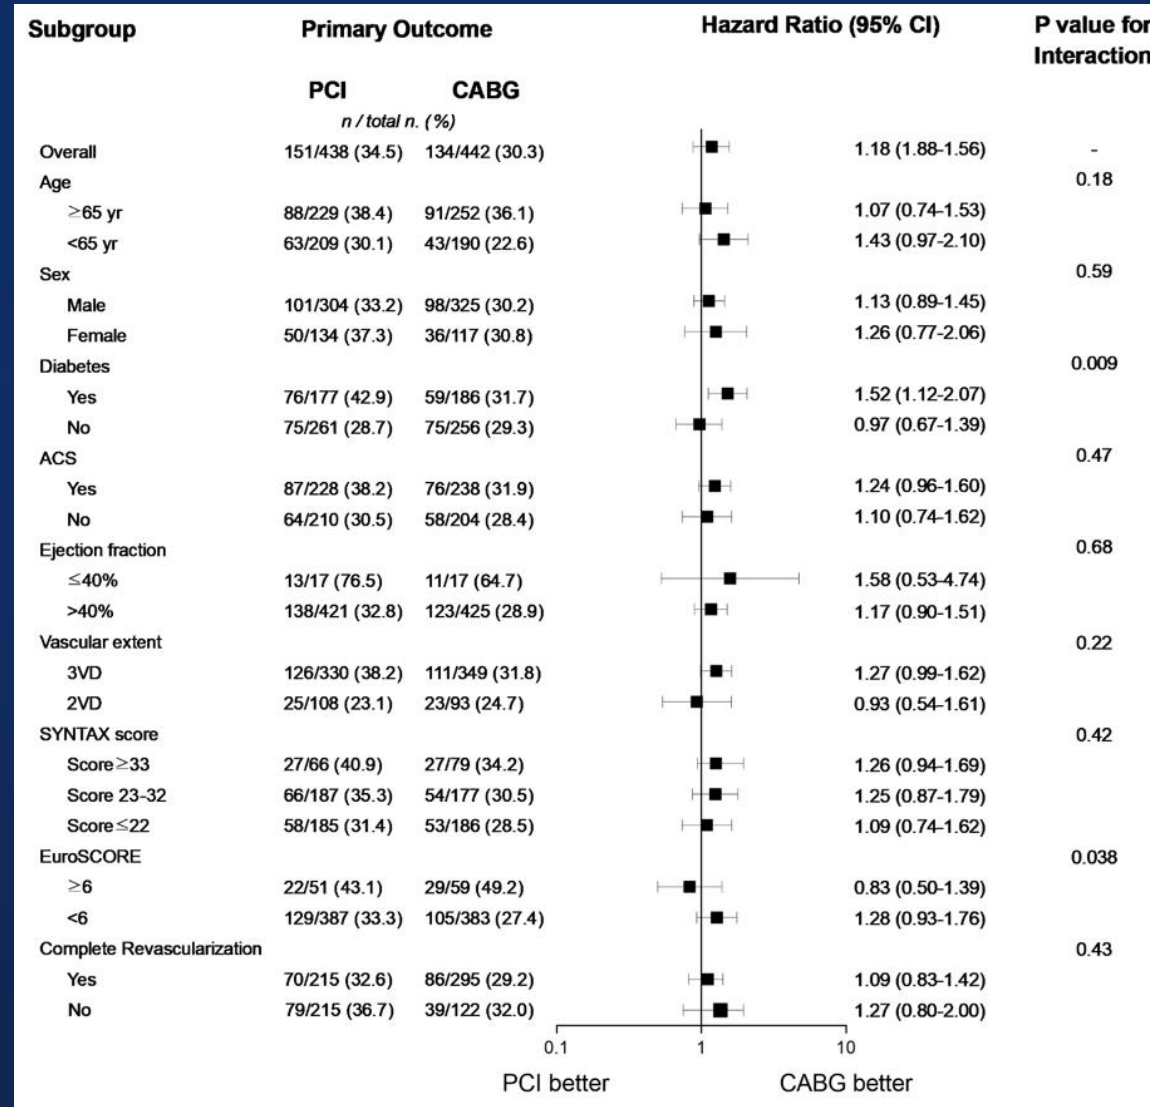 Subgroup Primary Outcome Hazard Ratio (95% CI) P value for
Interaction
PCI CABG
n / total n. (%)
Overall 151/438 (34.5) 134/442 (30.3) 1.18 (1.88-1.56) -
Age 0.18
≥65 yr 88/229 (38.4) 91/252 (36.1) 1.07 (0.74-1.53)
<65 yr 63/209 (30.1) 43/190 (22.6) 1.43 (0.97-2.10)
Sex 0.59
Male 101/304 (33.2) 98/325 (30.2) 1.13 (0.89-1.45)
Female 50/134 (37.3) 36/117 (30.8) 1.26 (0.77-2.06)
Diabetes 0.009
Yes 76/177 (42.9) 59/186 (31.7) 1.52 (1.12-2.07)
No 75/261 (28.7) 75/256 (29.3) 0.97 (0.67-1.39)
ACS 0.47
Yes 87/228 (38.2) 76/238 (31.9) 1.24 (0.96-1.60)
No 64/210 (30.5) 58/204 (28.4) 1.10 (0.74-1.62)
Ejection fraction 0.68
≤40% 13/17 (76.5) 11/17 (64.7) 1.58 (0.53-4.74)
>40% 138/421 (32.8) 123/425 (28.9) 1.17 (0.90-1.51)
Vascular extent 0.22
3VD 126/330 (38.2) 111/349 (31.8) 1.27 (0.99-1.62)
2VD 25/108 (23.1) 23/93 (24.7) 0.93 (0.54-1.61)
SYNTAX score 0.42
Score≥33 27/66 (40.9) 27/79 (34.2) 1.26 (0.94-1.69)
Score 23-32 66/187 (35.3) 54/177 (30.5) 1.25 (0.87-1.79)
Score≤22 58/185 (31.4) 53/186 (28.5) 1.09 (0.74-1.62)
EuroSCORE 0.038
≥6 22/51 (43.1) 29/59 (49.2) 0.83 (0.50-1.39)
<6 129/387 (33.3) 105/383 (27.4) 1.28 (0.93-1.76)
Complete Revascularization 0.43
Yes 70/215 (32.6) 86/295 (29.2) 1.09 (0.83-1.42)
No 79/215 (36.7) 39/122 (32.0) 1.27 (0.80-2.00)
0.1 1 10
PCI better CABG better